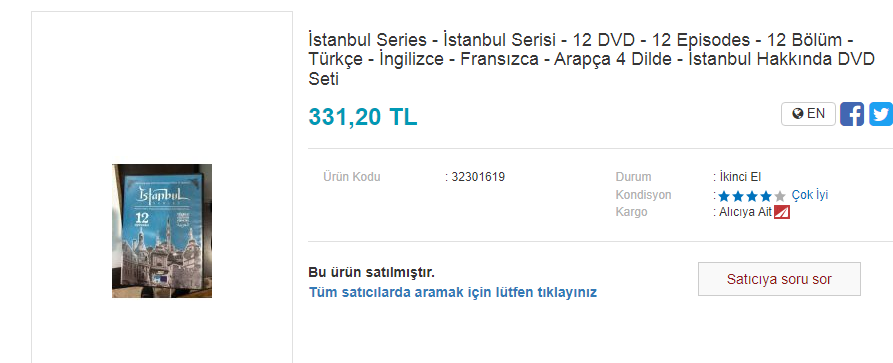 İstanbul Series - İstanbul Serisi - 12 DVD - 12 Episodes - 12 Bölüm -
Türkçe - İngilizce - Fransızca - Arapça 4 Dilde - İstanbul Hakkında DVD
Seti
331,20 TL
EN
Ürün Kodu : 32301619
Durum : İkinci El
Kondisyon : Çok İyi
Kargo : Alıcıya Ait
Bu ürün satılmıştır.
Tüm satıcılarda aramak için lütfen tıklayınız
Satıcıya soru sor
İstanbul
12